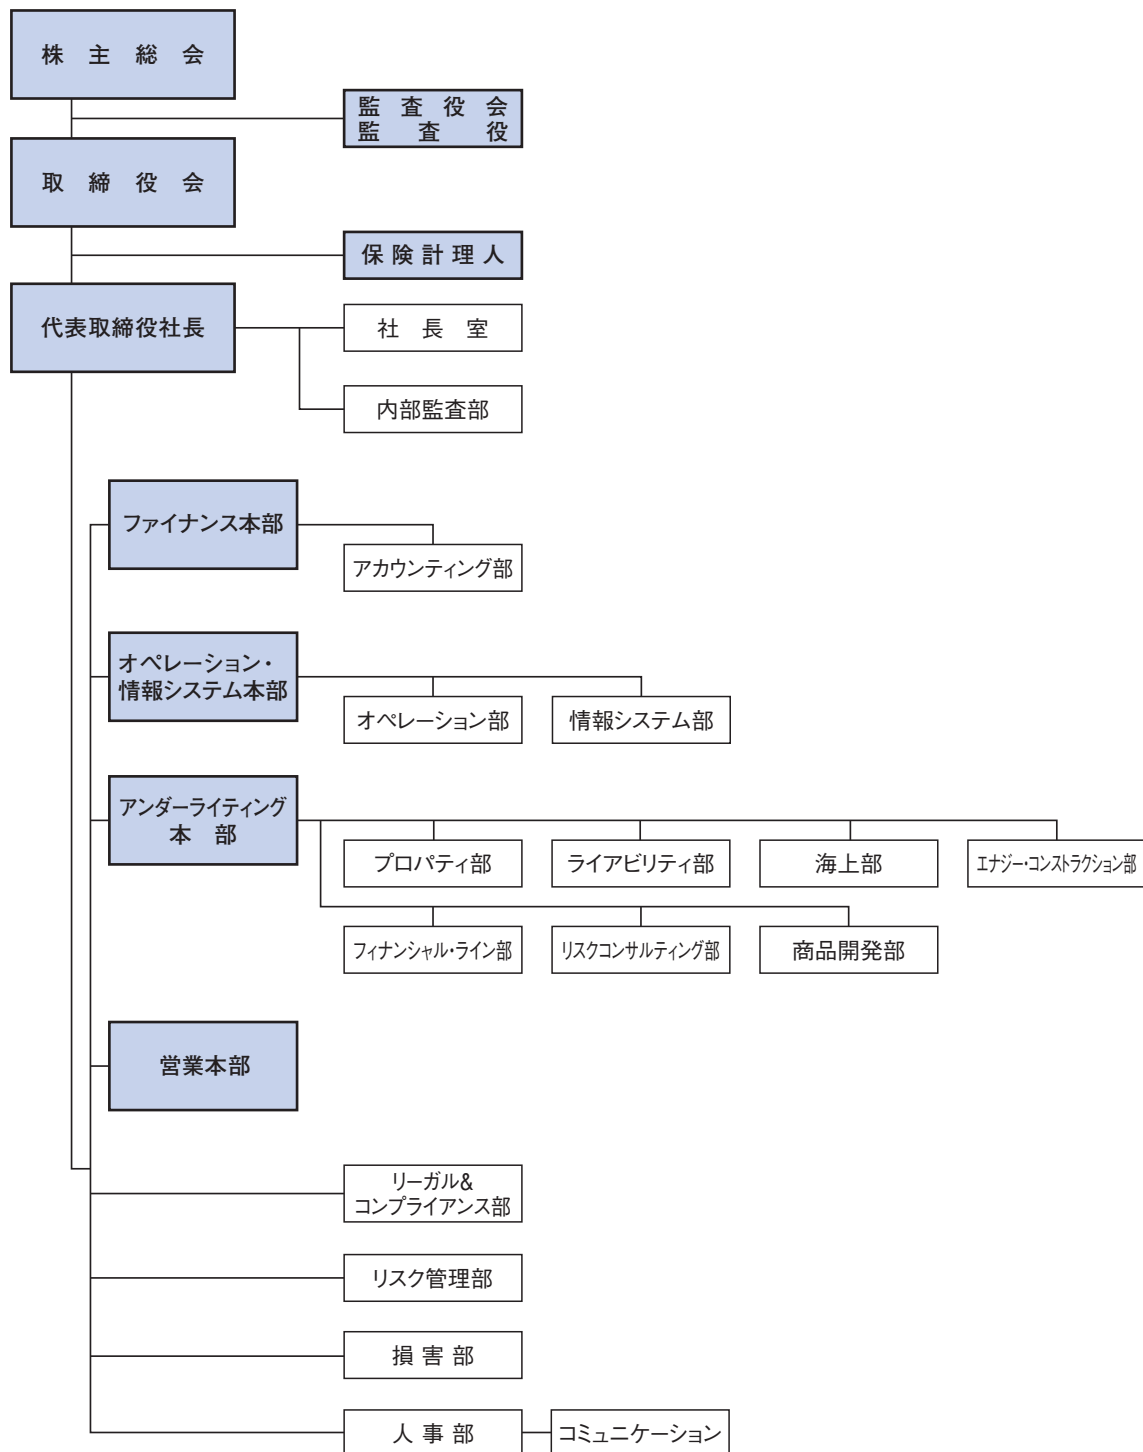 株主総会
監査役会
監査役
取締役会
保険計理人
代表取締役社長
社長室
内部監査部
ファイナンス本部
アカウンティング部
オペレーション・
情報システム本部
オペレーション部
情報システム部
アンダーライティング
本部
プロパティ部
ライアビリティ部
海上部
エナジー・コンストラクション部
フィナンシャル・ライン部
リスクコンサルティング部
商品開発部
営業本部
リーガル&
コンプライアンス部
リスク管理部
損害部
人事部
コミュニケーション